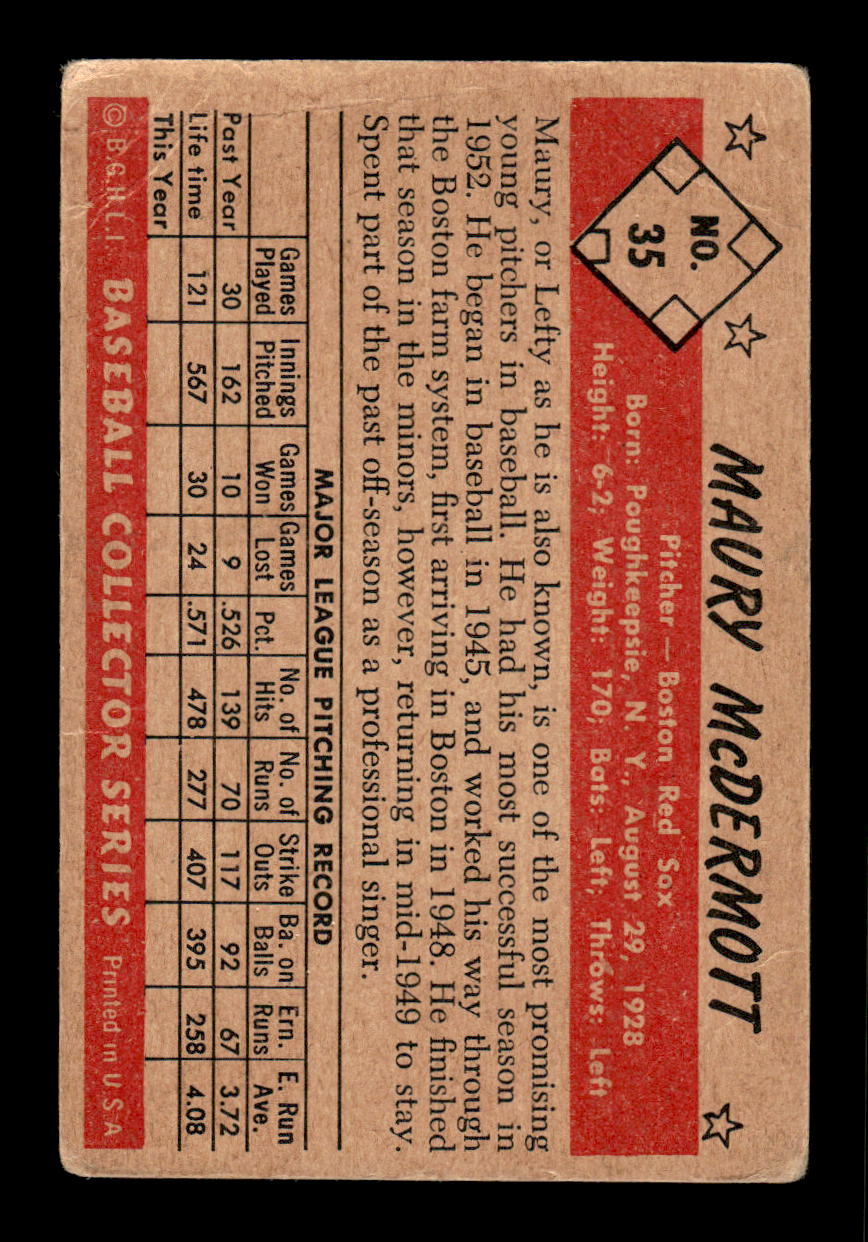 MAURY McDERMOTT
NO.
35
Pitcher — Boston Red Sox
Born: Poughkeepsie, N. Y., August 29, 1928
Height: 6-2; Weight: 170; Bats: Left; Throws: Left
Maury, or Lefty as he is also known, is one of the most promising
young pitchers in baseball. He had his most successful season in
1952. He began in baseball in 1945, and worked his way through
the Boston farm system, first arriving in Boston in 1948. He finished
that season in the minors, however, returning in mid-1949 to stay.
Spent part of the past off-season as a professional singer.
MAJOR LEAGUE PITCHING RECORD
Games Played Innings Pitched Games Won Games Lost Pct. No. of Hits No. of Runs Strike Outs Ba. on Balls Ern. Runs E. Run Ave.
Past Year 30 162 10 9 .526 139 70 117 92 67 3.72
Life time 121 567 30 24 .571 478 277 407 395 258 4.08
This Year
© B.G.H.L.I BASEBALL COLLECTOR SERIES Printed in U S A